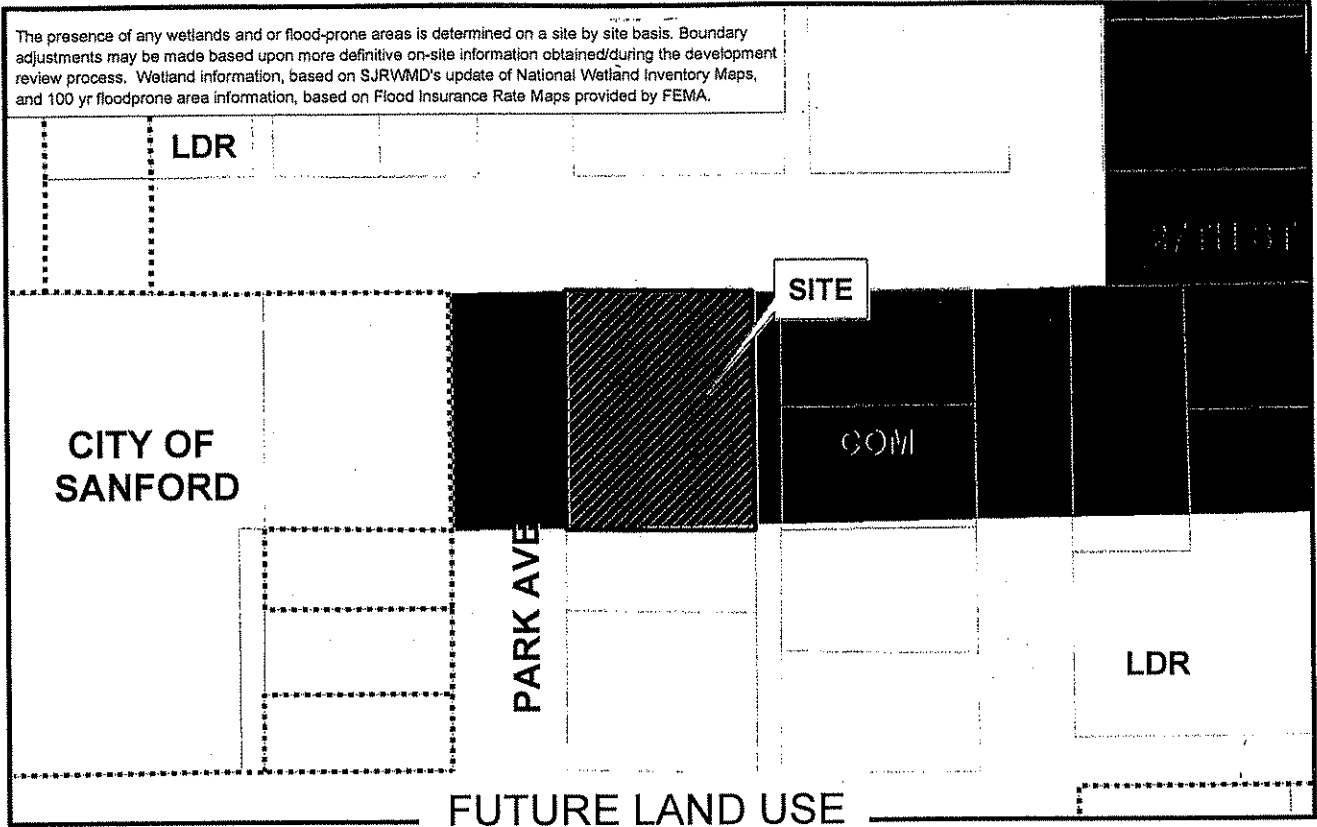 The presence of any wetlands and or flood-prone areas is determined on a site by site basis. Boundary
adjustments may be made based upon more definitive on-site information obtained/during the development
review process. Wetland information, based on SJRWMD's update of National Wetland Inventory Maps,
and 100 yr floodprone area information, based on Flood Insurance Rate Maps provided by FEMA.
LDR
SITE
CITY OF
SANFORD
COM
PARK AVE
LDR
FUTURE LAND USE